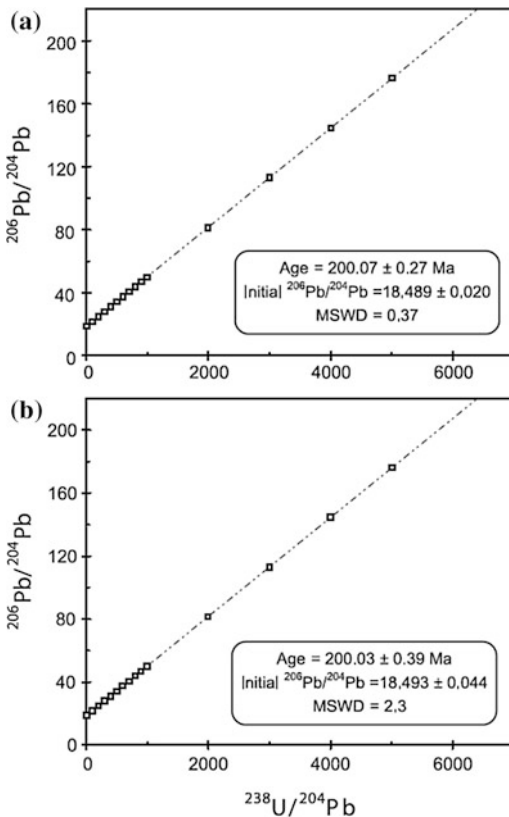 (a)
200
160
120
80
40
0
206Pb/204Pb
Age = 200.07 ± 0.27 Ma
Initial 206Pb/204Pb =18,489 ± 0,020
MSWD = 0,37
0 2000 4000 6000
(b)
200
160
120
80
40
0
206Pb/204Pb
Age = 200.03 ± 0.39 Ma
Initial 206Pb/204Pb =18,493 ± 0,044
MSWD = 2,3
0 2000 4000 6000
238U/204Pb